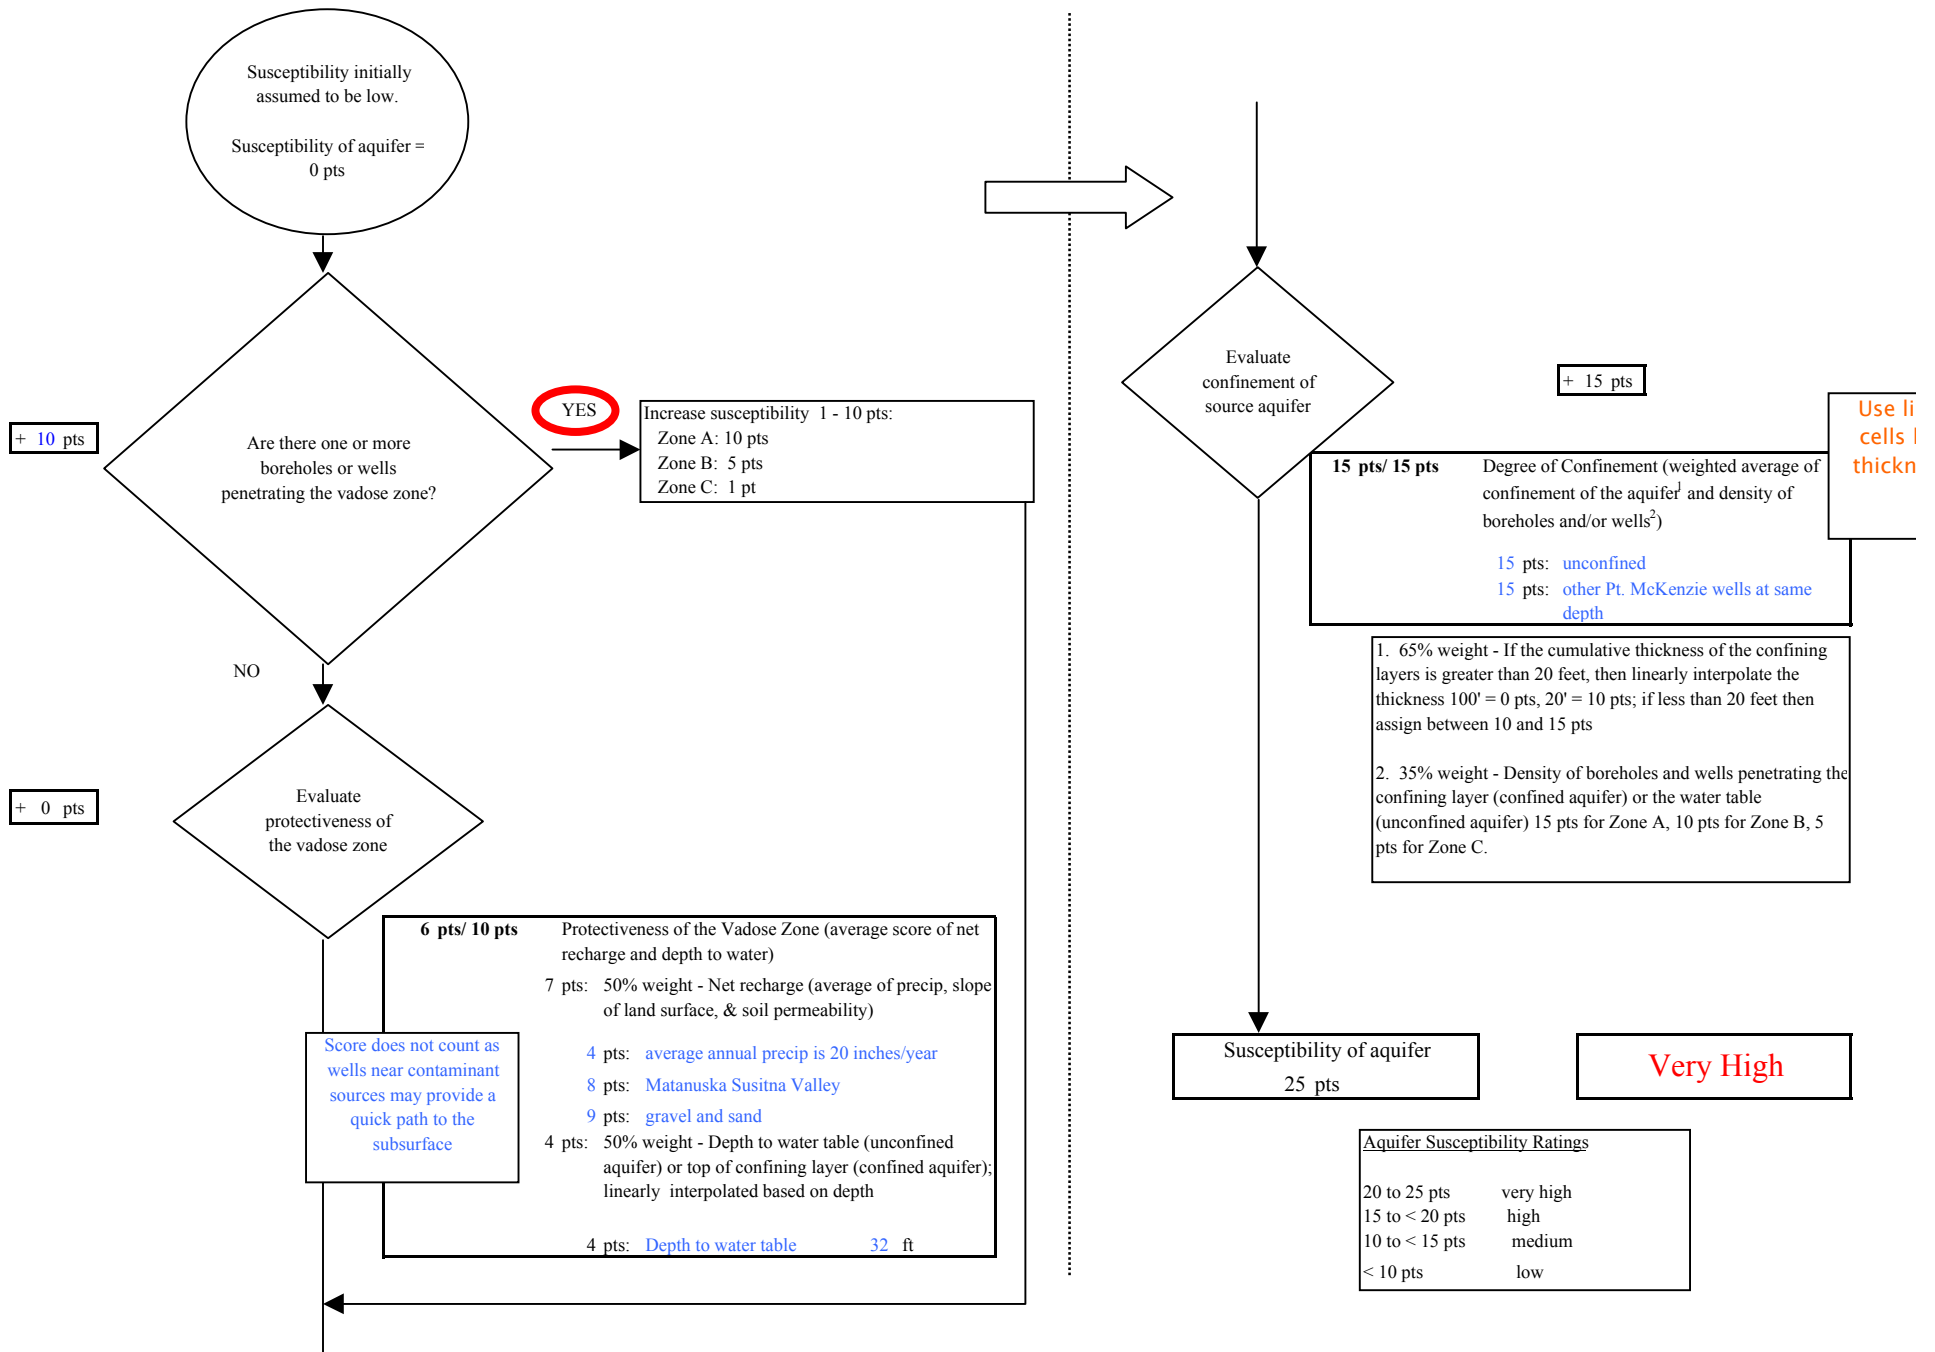 Susceptibility initially
assumed to be low.
Susceptibility of aquifer =
0 pts
+ 10 pts
Are there one or more
boreholes or wells
penetrating the vadose zone?
YES
Increase susceptibility 1 - 10 pts:
Zone A: 10 pts
Zone B: 5 pts
Zone C: 1 pt
NO
+ 0 pts
Evaluate
protectiveness of
the vadose zone
6 pts/ 10 pts
Protectiveness of the Vadose Zone (average score of net
recharge and depth to water)
7 pts: 50% weight - Net recharge (average of precip, slope
of land surface, & soil permeability)
4 pts: average annual precip is 20 inches/year
8 pts: Matanuska Susitna Valley
9 pts: gravel and sand
4 pts: 50% weight - Depth to water table (unconfined
aquifer) or top of confining layer (confined aquifer);
linearly interpolated based on depth
4 pts: Depth to water table 32 ft
Score does not count as
wells near contaminant
sources may provide a
quick path to the
subsurface
Evaluate
confinement of
source aquifer
+ 15 pts
Use li
cells
thickn
15 pts/ 15 pts
Degree of Confinement (weighted average of
confinement of the aquifer1 and density of
boreholes and/or wells2)
15 pts: unconfined
15 pts: other Pt. McKenzie wells at same
depth
1. 65% weight - If the cumulative thickness of the confining
layers is greater than 20 feet, then linearly interpolate the
thickness 100' = 0 pts, 20' = 10 pts; if less than 20 feet then
assign between 10 and 15 pts
2. 35% weight - Density of boreholes and wells penetrating the
confining layer (confined aquifer) or the water table
(unconfined aquifer) 15 pts for Zone A, 10 pts for Zone B, 5
pts for Zone C.
Susceptibility of aquifer
25 pts
Very High
Aquifer Susceptibility Ratings
20 to 25 pts very high
15 to < 20 pts high
10 to < 15 pts medium
< 10 pts low